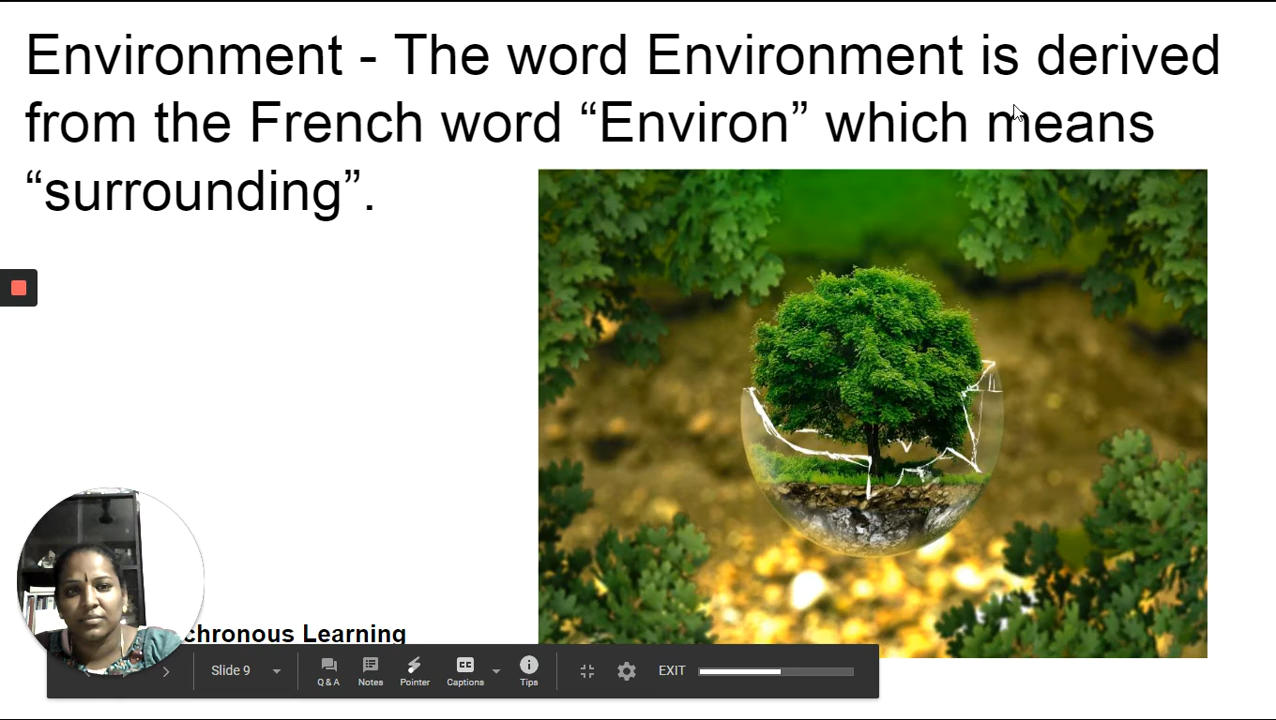 Environment - The word Environment is derived
from the French word “Environ” which means
“surrounding”.
chronous Learning
Slide 9
Q & A
Notes
Pointer
CC
Captions
Tips
EXIT